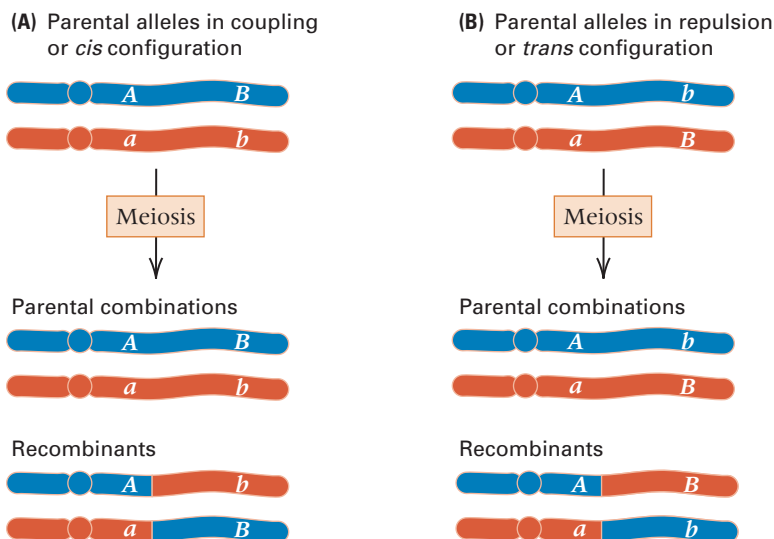 (A) Parental alleles in coupling
or cis configuration
A B
a b
Meiosis
Parental combinations
A B
a b
Recombinants
A b
a B
(B) Parental alleles in repulsion
or trans configuration
A b
a B
Meiosis
Parental combinations
A b
a B
Recombinants
A B
a b